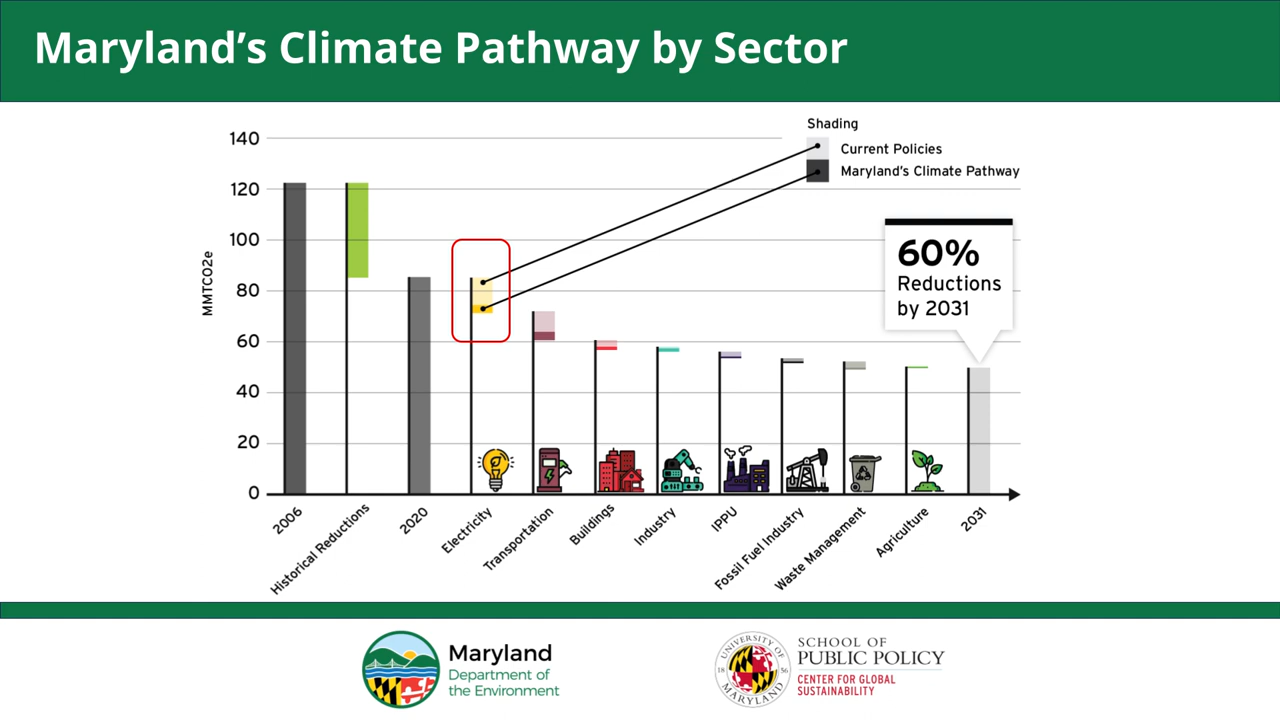 Maryland's Climate Pathway by Sector
Shading
Current Policies
Maryland's Climate Pathway
140
120
100
80
60
40
20
0
MMTCO2e
60%
Reductions
by 2031
2006
Historical Reductions
2020
Electricity
Transportation
Buildings
Industry
IPPU
Fossil Fuel Industry
Waste Management
Agriculture
2031
Maryland
Department of
the Environment
UNIVERSITY OF
18 56
MARYLAND
SCHOOL OF
PUBLIC POLICY
CENTER FOR GLOBAL
SUSTAINABILITY